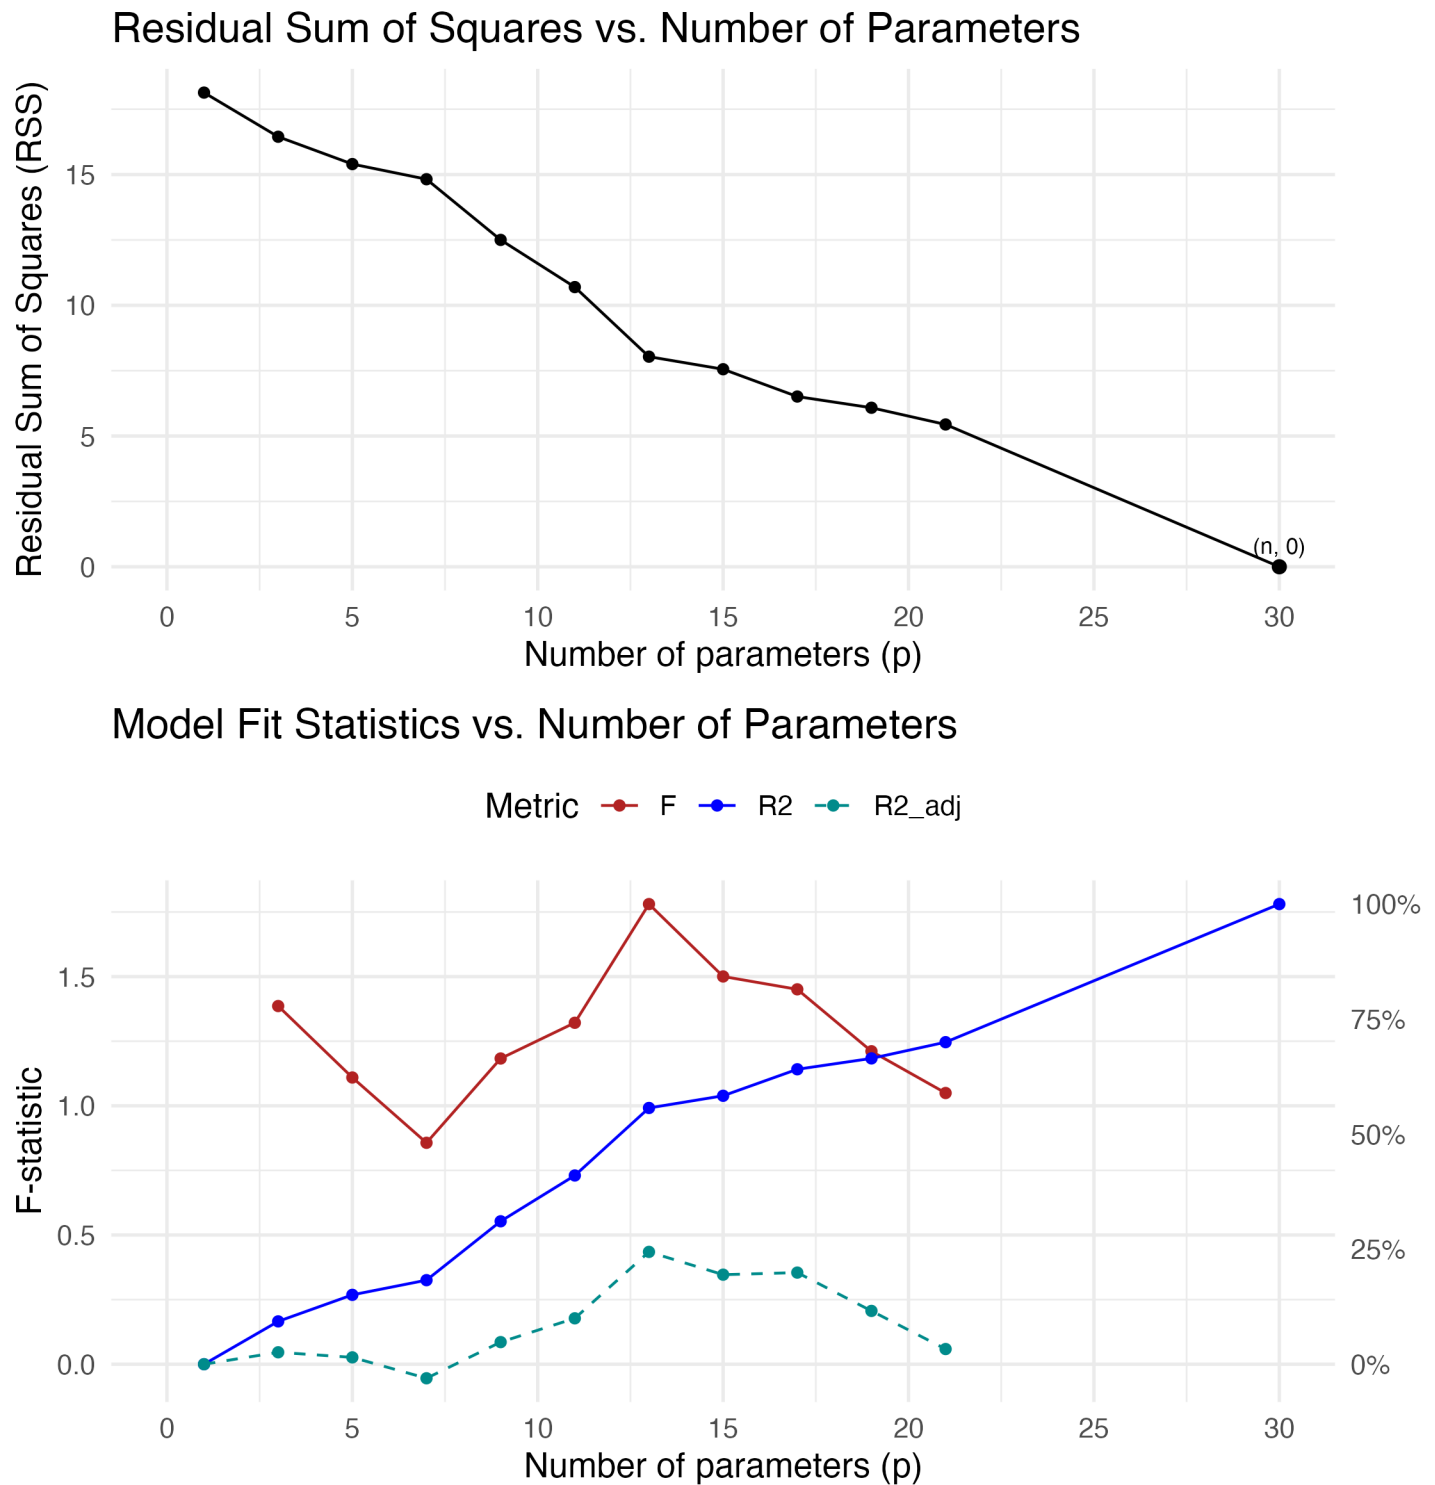 Residual Sum of Squares vs. Number of Parameters
Residual Sum of Squares (RSS)
15
10
5
0
(n, 0)
0 5 10 15 20 25 30
Number of parameters (p)
Model Fit Statistics vs. Number of Parameters
Metric F R2 R2_adj
F-statistic
1.5
1.0
0.5
0.0
100%
75%
50%
25%
0%
0 5 10 15 20 25 30
Number of parameters (p)